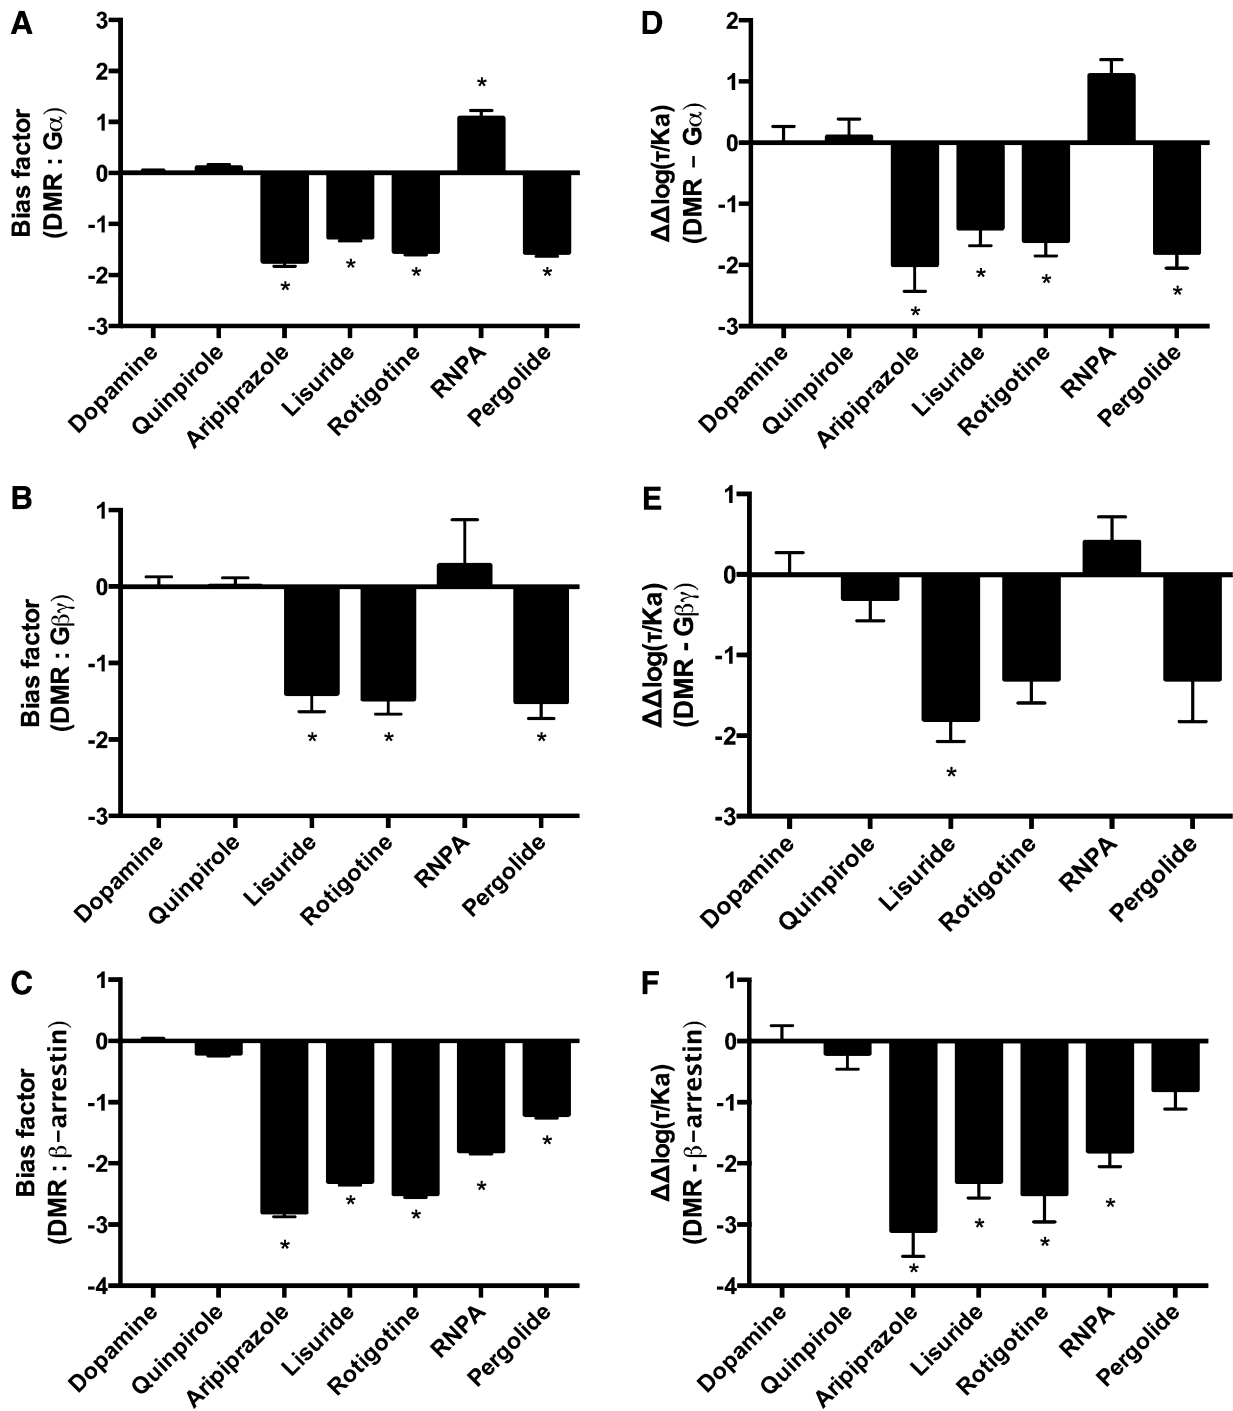 A
3
2
1
0
-1
-2
-3
Bias factor
(DMR : Gα)
*
*
*
*
*
Dopamine
Quinpirole
Aripiprazole
Lisuride
Rotigotine
RNPA
Pergolide
D
2
1
0
-1
-2
-3
ΔΔlog(τ/Ka)
(DMR – Gα)
*
*
*
*
Dopamine
Quinpirole
Aripiprazole
Lisuride
Rotigotine
RNPA
Pergolide
B
1
0
-1
-2
-3
Bias factor
(DMR : Gβγ)
*
*
*
Dopamine
Quinpirole
Lisuride
Rotigotine
RNPA
Pergolide
E
1
0
-1
-2
-3
ΔΔlog(τ/Ka)
(DMR - Gβγ)
*
Dopamine
Quinpirole
Lisuride
Rotigotine
RNPA
Pergolide
C
1
0
-1
-2
-3
-4
Bias factor
(DMR : β−arrestin)
*
*
*
*
*
Dopamine
Quinpirole
Aripiprazole
Lisuride
Rotigotine
RNPA
Pergolide
F
1
0
-1
-2
-3
-4
ΔΔlog(τ/Ka)
(DMR - β−arrestin)
*
*
*
*
Dopamine
Quinpirole
Aripiprazole
Lisuride
Rotigotine
RNPA
Pergolide